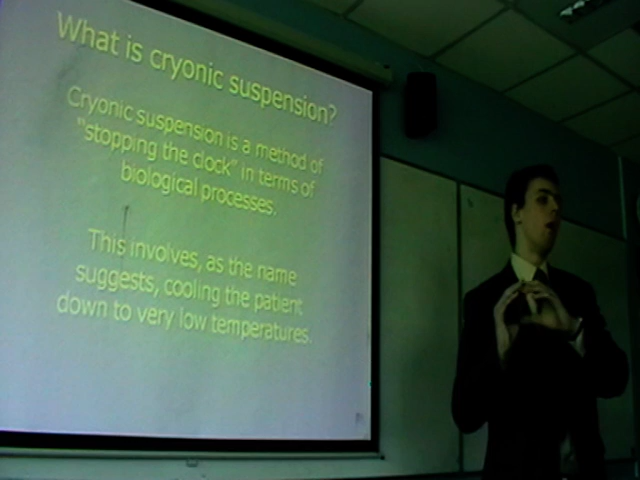 What is cryonic suspension?
Cryonic suspension is a method of
"stopping the clock" in terms of
biological processes.
This involves, as the name
suggests, cooling the patient
down to very low temperatures.